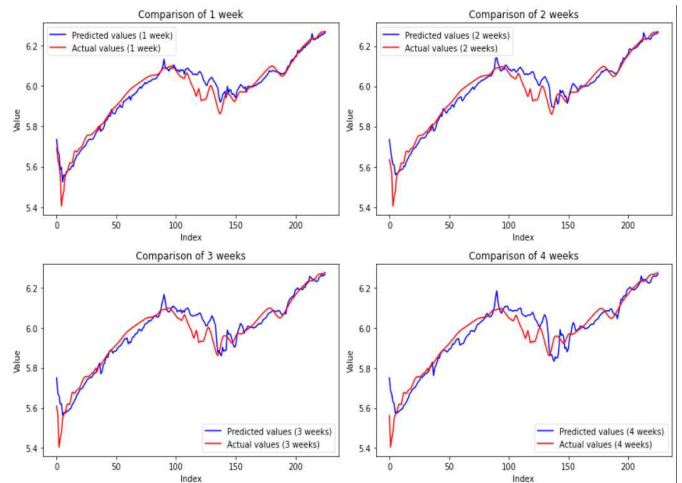 Comparison of 1 week
Predicted values (1 week)
Actual values (1 week)
Value
6.2
6.0
5.8
5.6
5.4
0 50 100 150 200
Index
Comparison of 2 weeks
Predicted values (2 weeks)
Actual values (2 weeks)
Value
6.2
6.0
5.8
5.6
5.4
0 50 100 150 200
Index
Comparison of 3 weeks
Value
6.2
6.0
5.8
5.6
5.4
Predicted values (3 weeks)
Actual values (3 weeks)
0 50 100 150 200
Index
Comparison of 4 weeks
Value
6.2
6.0
5.8
5.6
5.4
Predicted values (4 weeks)
Actual values (4 weeks)
0 50 100 150 200
Index